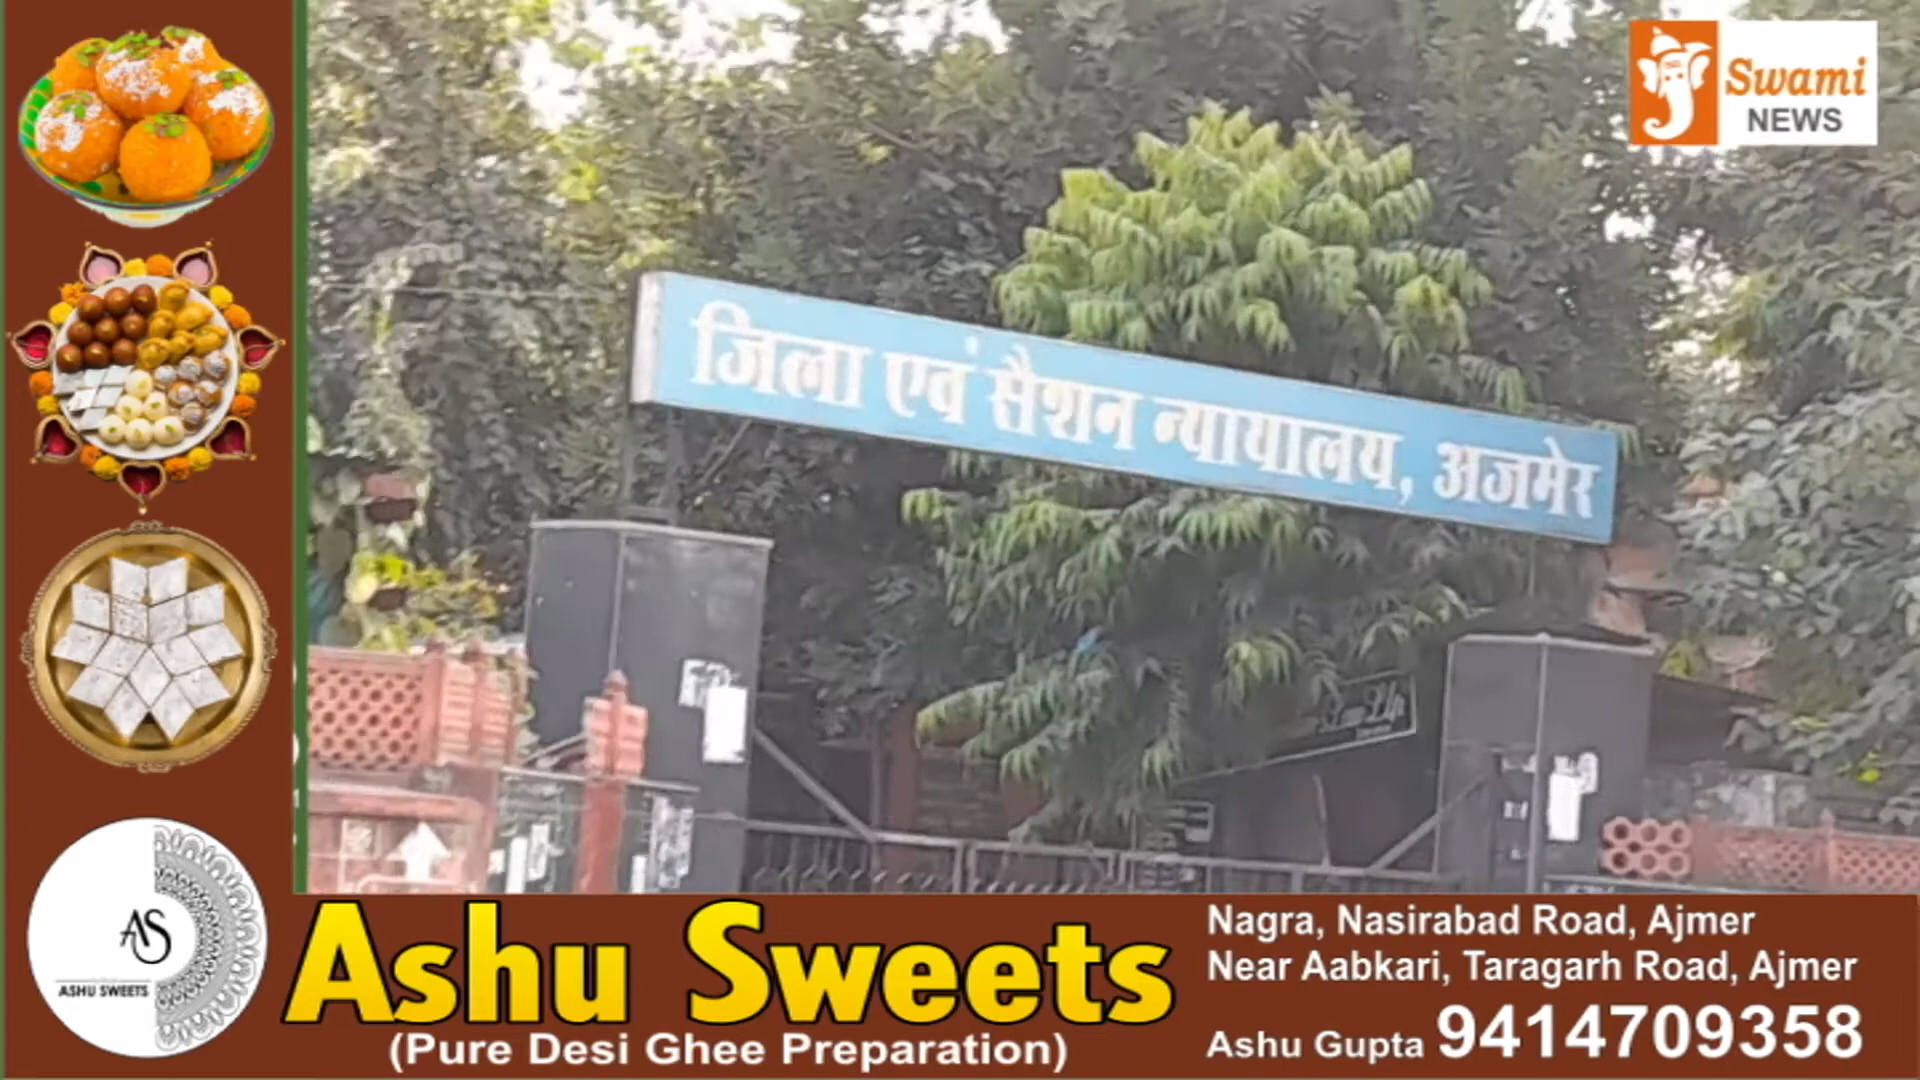 Swami
NEWS
जिला एवं सैशन न्यायालय, अजमेर
AS
ASHU SWEETS
Ashu Sweets
(Pure Desi Ghee Preparation)
Nagra, Nasirabad Road, Ajmer
Near Aabkari, Taragarh Road, Ajmer
Ashu Gupta 9414709358